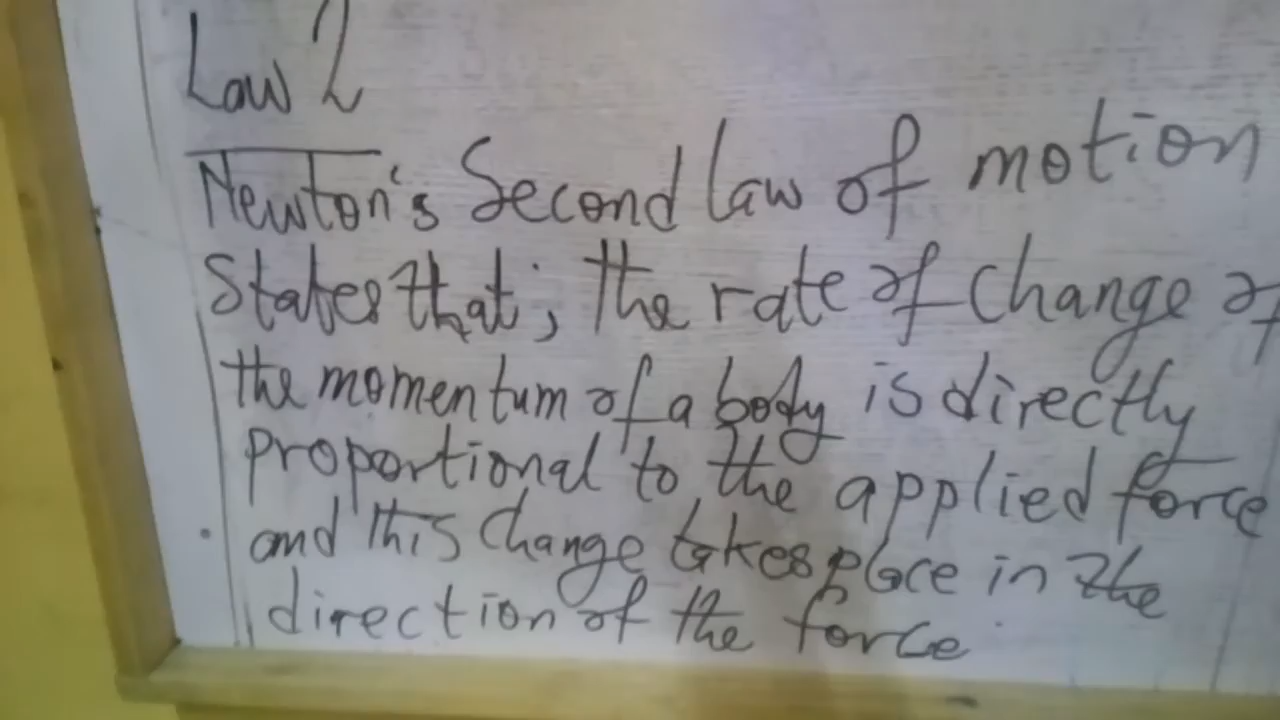 Law 2
Newton's Second law of motion
States that; the rate of change of
the momentum of a body is directly
proportional to the applied force
and this change takes place in the
direction of the force